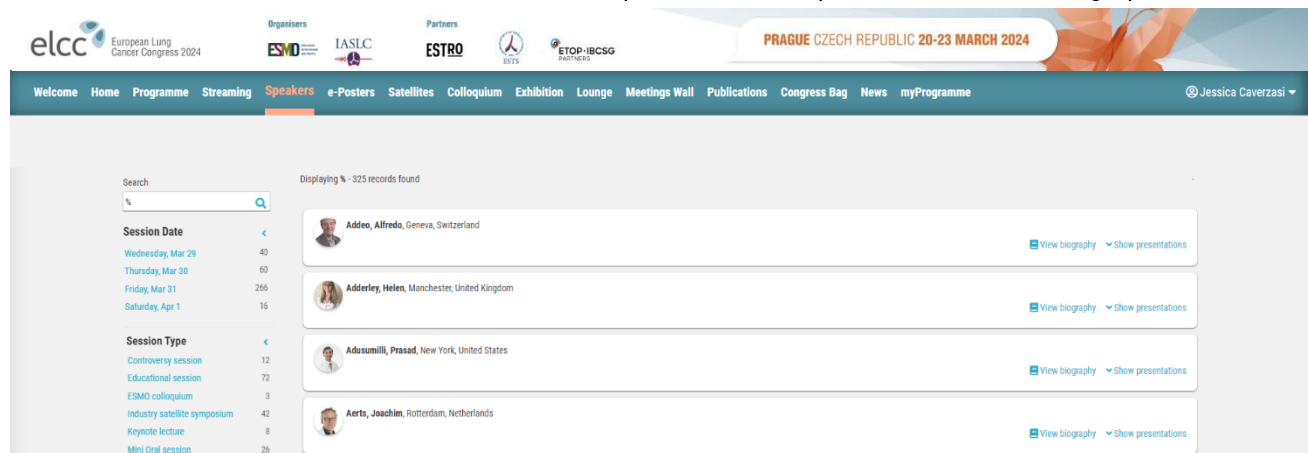 elcc European Lung Cancer Congress 2024
Organisers
Partners
ESMO
IASLC
ESTRO
ESTS
ETOP·IBCSG
PARTNERS
PRAGUE CZECH REPUBLIC 20-23 MARCH 2024
Welcome Home Programme Streaming Speakers e-Posters Satellites Colloquium Exhibition Lounge Meetings Wall Publications Congress Bag News myProgramme Jessica Caverzasi
Search
%
Displaying % - 325 records found
Session Date
Wednesday, Mar 29 40
Thursday, Mar 30 60
Friday, Mar 31 266
Saturday, Apr 1 16
Session Type
Controversy session 12
Educational session 72
ESMO colloquium 3
Industry satellite symposium 42
Keynote lecture 8
Mini Oral session 26
Addeo, Alfredo, Geneva, Switzerland
View biography Show presentations
Adderley, Helen, Manchester, United Kingdom
View biography Show presentations
Adusumilli, Prasad, New York, United States
View biography Show presentations
Aerts, Joachim, Rotterdam, Netherlands
View biography Show presentations